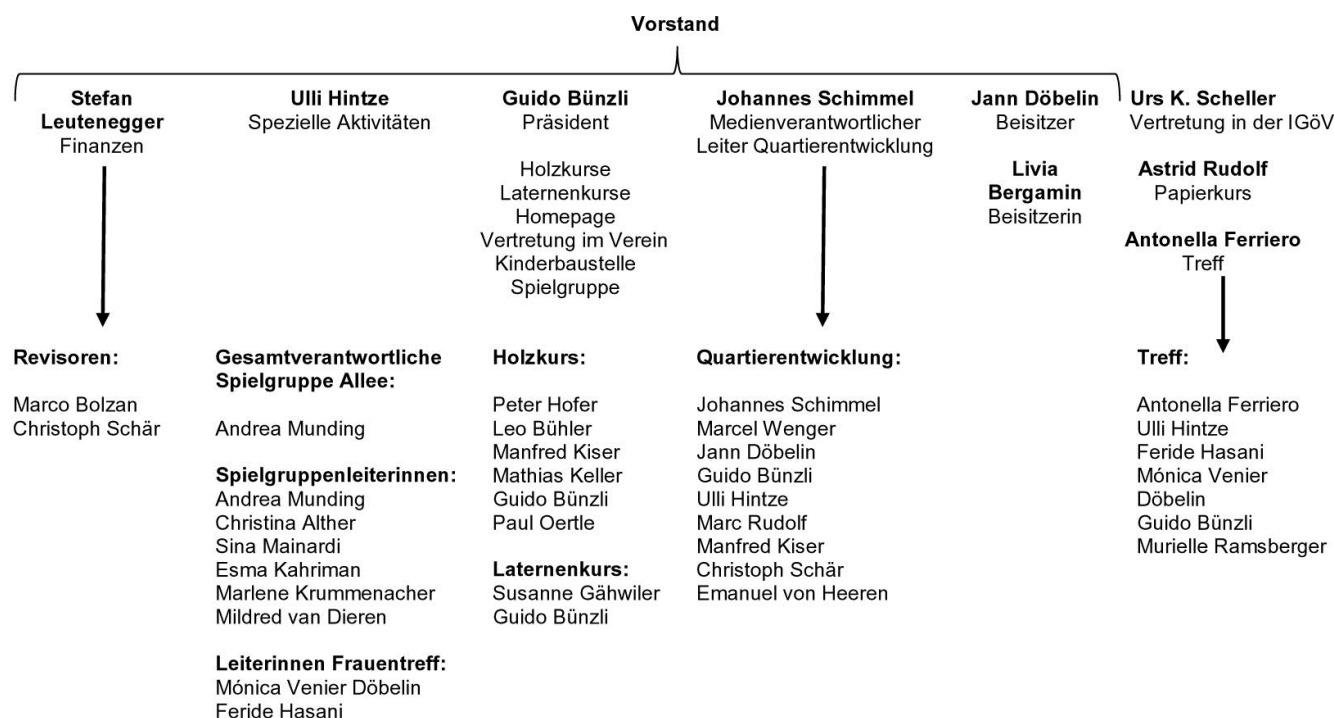 Vorstand
Stefan
Leutenegger
Finanzen
Ulli Hintze
Spezielle Aktivitäten
Guido Bünzli
Präsident
Holzkurse
Laternenkurse
Homepage
Vertretung im Verein
Kinderbaustelle
Spielgruppe
Johannes Schimmel
Medienverantwortlicher
Leiter Quartierentwicklung
Jann Döbelin
Beisitzer
Livia
Bergamin
Beisitzerin
Urs K. Scheller
Vertretung in der IGöV
Astrid Rudolf
Papierkurs
Antonella Ferriero
Treff
Revisoren:
Marco Bolzan
Christoph Schär
Gesamtverantwortliche
Spielgruppe Allee:
Andrea Munding
Spielgruppenleiterinnen:
Andrea Munding
Christina Alther
Sina Mainardi
Esma Kahriman
Marlene Krummenacher
Mildred van Dieren
Leiterinnen Frauentreff:
Mónica Venier Döbelin
Feride Hasani
Holzkurs:
Peter Hofer
Leo Bühler
Manfred Kiser
Mathias Keller
Guido Bünzli
Paul Oertle
Laternenkurs:
Susanne Gähwiler
Guido Bünzli
Quartierentwicklung:
Johannes Schimmel
Marcel Wenger
Jann Döbelin
Guido Bünzli
Ulli Hintze
Marc Rudolf
Manfred Kiser
Christoph Schär
Emanuel von Heeren
Treff:
Antonella Ferriero
Ulli Hintze
Feride Hasani
Mónica Venier
Döbelin
Guido Bünzli
Murielle Ramsberger